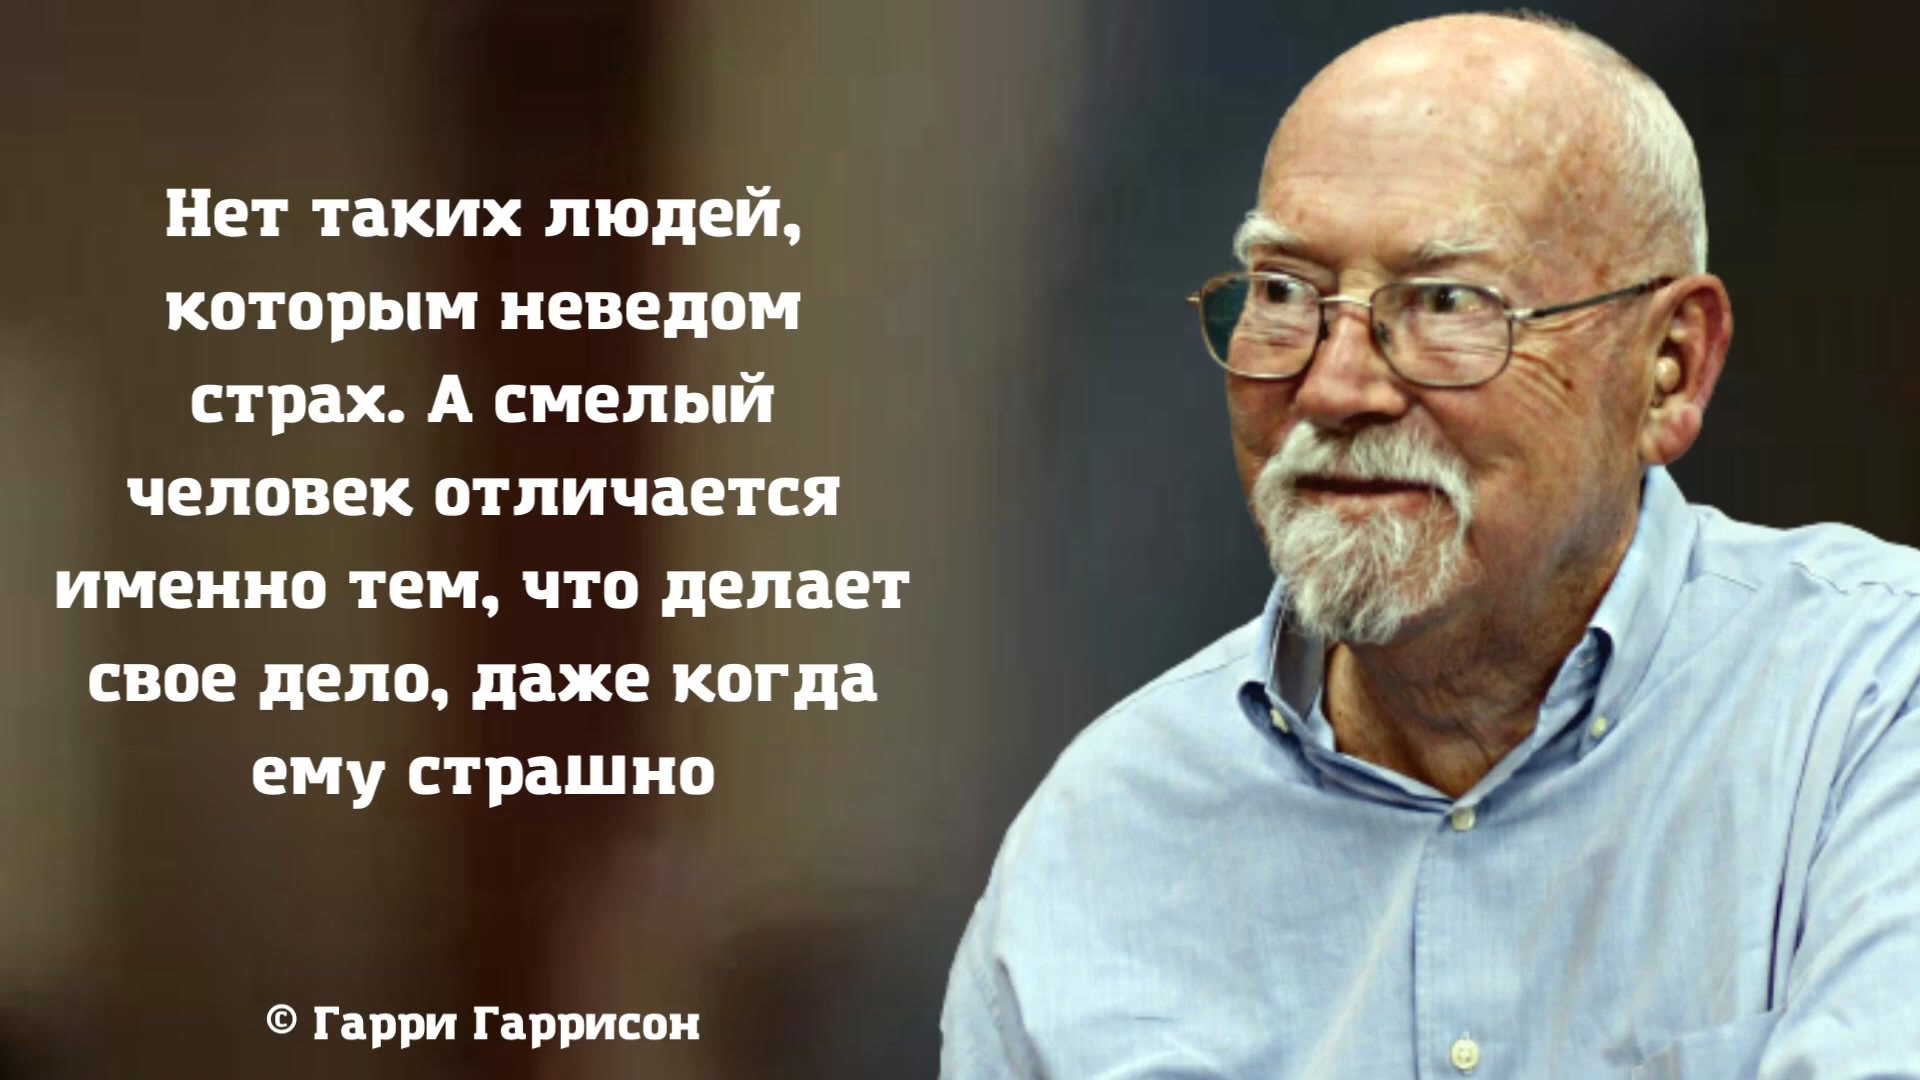 Нет таких людей,
которым неведом
страх. А смелый
человек отличается
именно тем, что делает
свое дело, даже когда
ему страшно
© Гарри Гаррисон